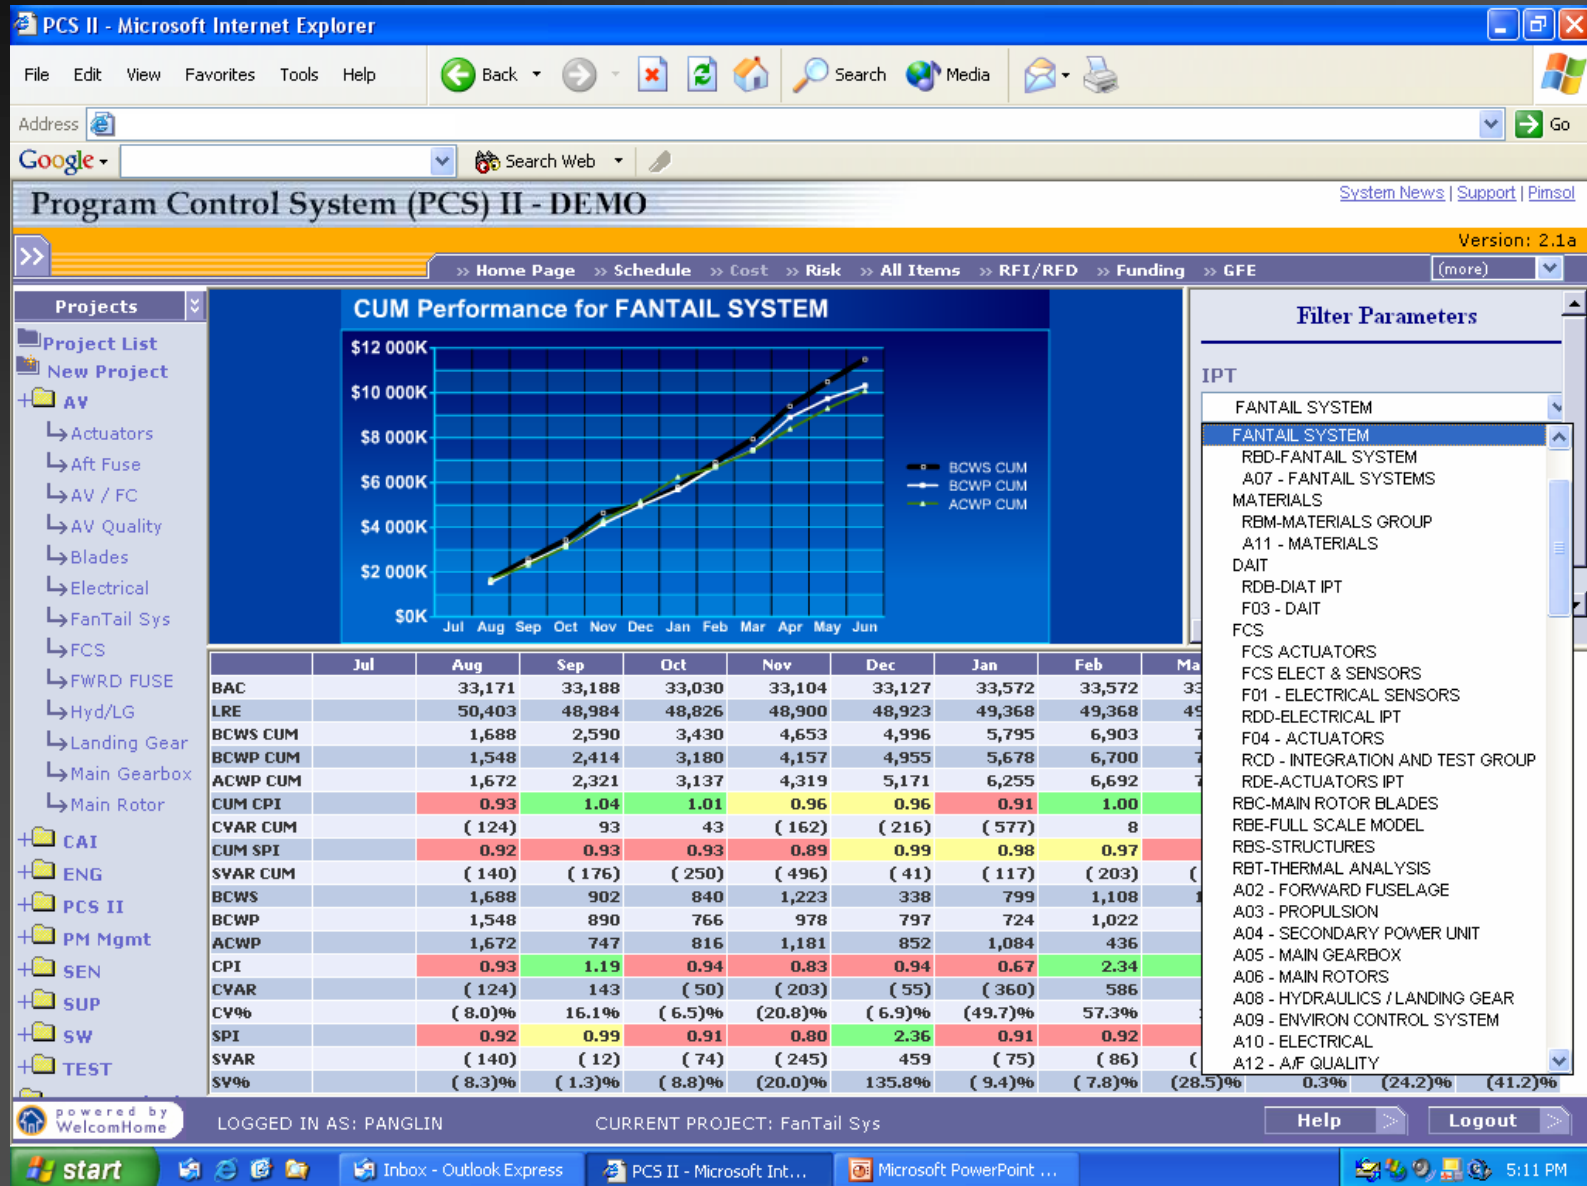 PCS II - Microsoft Internet Explorer
File Edit View Favorites Tools Help Back Search Media
Address Go
Google Search Web
Program Control System (PCS) II - DEMO
System News | Support | Pimsol
Version: 2.1a
>> » Home Page » Schedule » Cost » Risk » All Items » RFI/RFD » Funding » GFE (more)
Projects
Project List
New Project
AV
Actuators
Aft Fuse
AV / FC
AV Quality
Blades
Electrical
FanTail Sys
FCS
FWRD FUSE
Hyd/LG
Landing Gear
Main Gearbox
Main Rotor
CAI
ENG
PCS II
PM Mgmt
SEN
SUP
SW
TEST
CUM Performance for FANTAIL SYSTEM
$12 000K
$10 000K
$8 000K
$6 000K
$4 000K
$2 000K
$0K
Jul Aug Sep Oct Nov Dec Jan Feb Mar Apr May Jun
BCWS CUM
BCWP CUM
ACWP CUM
Filter Parameters
IPT
FANTAIL SYSTEM
FANTAIL SYSTEM
RBD-FANTAIL SYSTEM
A07 - FANTAIL SYSTEMS
MATERIALS
RBM-MATERIALS GROUP
A11 - MATERIALS
DAIT
RDB-DIAT IPT
F03 - DAIT
FCS
FCS ACTUATORS
FCS ELECT & SENSORS
F01 - ELECTRICAL SENSORS
RDD-ELECTRICAL IPT
F04 - ACTUATORS
RCD - INTEGRATION AND TEST GROUP
RDE-ACTUATORS IPT
RBC-MAIN ROTOR BLADES
RBE-FULL SCALE MODEL
RBS-STRUCTURES
RBT-THERMAL ANALYSIS
A02 - FORWARD FUSELAGE
A03 - PROPULSION
A04 - SECONDARY POWER UNIT
A05 - MAIN GEARBOX
A06 - MAIN ROTORS
A08 - HYDRAULICS / LANDING GEAR
A09 - ENVIRON CONTROL SYSTEM
A10 - ELECTRICAL
A12 - A/F QUALITY
Jul Aug Sep Oct Nov Dec Jan Feb Ma
BAC 33,171 33,188 33,030 33,104 33,127 33,572 33,572 33
LRE 50,403 48,984 48,826 48,900 48,923 49,368 49,368 49
BCWS CUM 1,688 2,590 3,430 4,653 4,996 5,795 6,903 7
BCWP CUM 1,548 2,414 3,180 4,157 4,955 5,678 6,700 7
ACWP CUM 1,672 2,321 3,137 4,319 5,171 6,255 6,692 7
CUM CPI 0.93 1.04 1.01 0.96 0.96 0.91 1.00
CVAR CUM ( 124) 93 43 ( 162) ( 216) ( 577) 8
CUM SPI 0.92 0.93 0.93 0.89 0.99 0.98 0.97
SVAR CUM ( 140) ( 176) ( 250) ( 496) ( 41) ( 117) ( 203) (
BCWS 1,688 902 840 1,223 338 799 1,108 1
BCWP 1,548 890 766 978 797 724 1,022
ACWP 1,672 747 816 1,181 852 1,084 436
CPI 0.93 1.19 0.94 0.83 0.94 0.67 2.34
CVAR ( 124) 143 ( 50) ( 203) ( 55) ( 360) 586
CV% ( 8.0)% 16.1% ( 6.5)% (20.8)% ( 6.9)% (49.7)% 57.3%
SPI 0.92 0.99 0.91 0.80 2.36 0.91 0.92
SVAR ( 140) ( 12) ( 74) ( 245) 459 ( 75) ( 86) (
SV% ( 8.3)% ( 1.3)% ( 8.8)% (20.0)% 135.8% ( 9.4)% ( 7.8)% (28.5)% 0.3% (24.2)% (41.2)%
powered by
WelcomHome
LOGGED IN AS: PANGLIN CURRENT PROJECT: FanTail Sys Help Logout
start Inbox - Outlook Express PCS II - Microsoft Int... Microsoft PowerPoint ... 5:11 PM